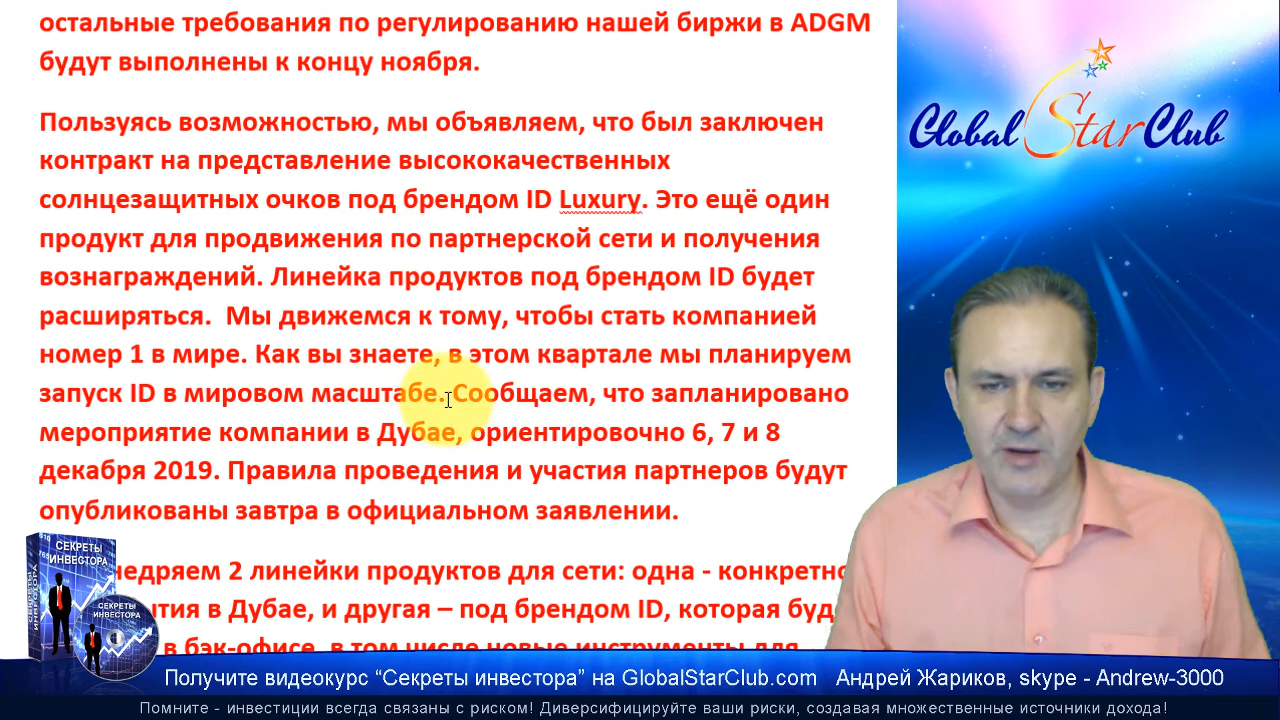 остальные требования по регулированию нашей биржи в ADGM
будут выполнены к концу ноября.
Пользуясь возможностью, мы объявляем, что был заключен
контракт на представление высококачественных
солнцезащитных очков под брендом ID Luxury. Это ещё один
продукт для продвижения по партнерской сети и получения
вознаграждений. Линейка продуктов под брендом ID будет
расширяться.  Мы движемся к тому, чтобы стать компанией
номер 1 в мире. Как вы знаете, в этом квартале мы планируем
запуск ID в мировом масштабе. Сообщаем, что запланировано
мероприятие компании в Дубае, ориентировочно 6, 7 и 8
декабря 2019. Правила проведения и участия партнеров будут
опубликованы завтра в официальном заявлении.
недряем 2 линейки продуктов для сети: одна - конкретно
тия в Дубае, и другая – под брендом ID, которая буд
в бэк-офисе, в том числе новые инструменты для
Global Star Club
СЕКРЕТЫ
ИНВЕСТОРА
СЕКРЕТЫ
ИНВЕСТОРА
Получите видеокурс “Секреты инвестора” на GlobalStarClub.com   Андрей Жариков, skype - Andrew-3000
Помните - инвестиции всегда связаны с риском! Диверсифицируйте ваши риски, создавая множественные источники дохода!